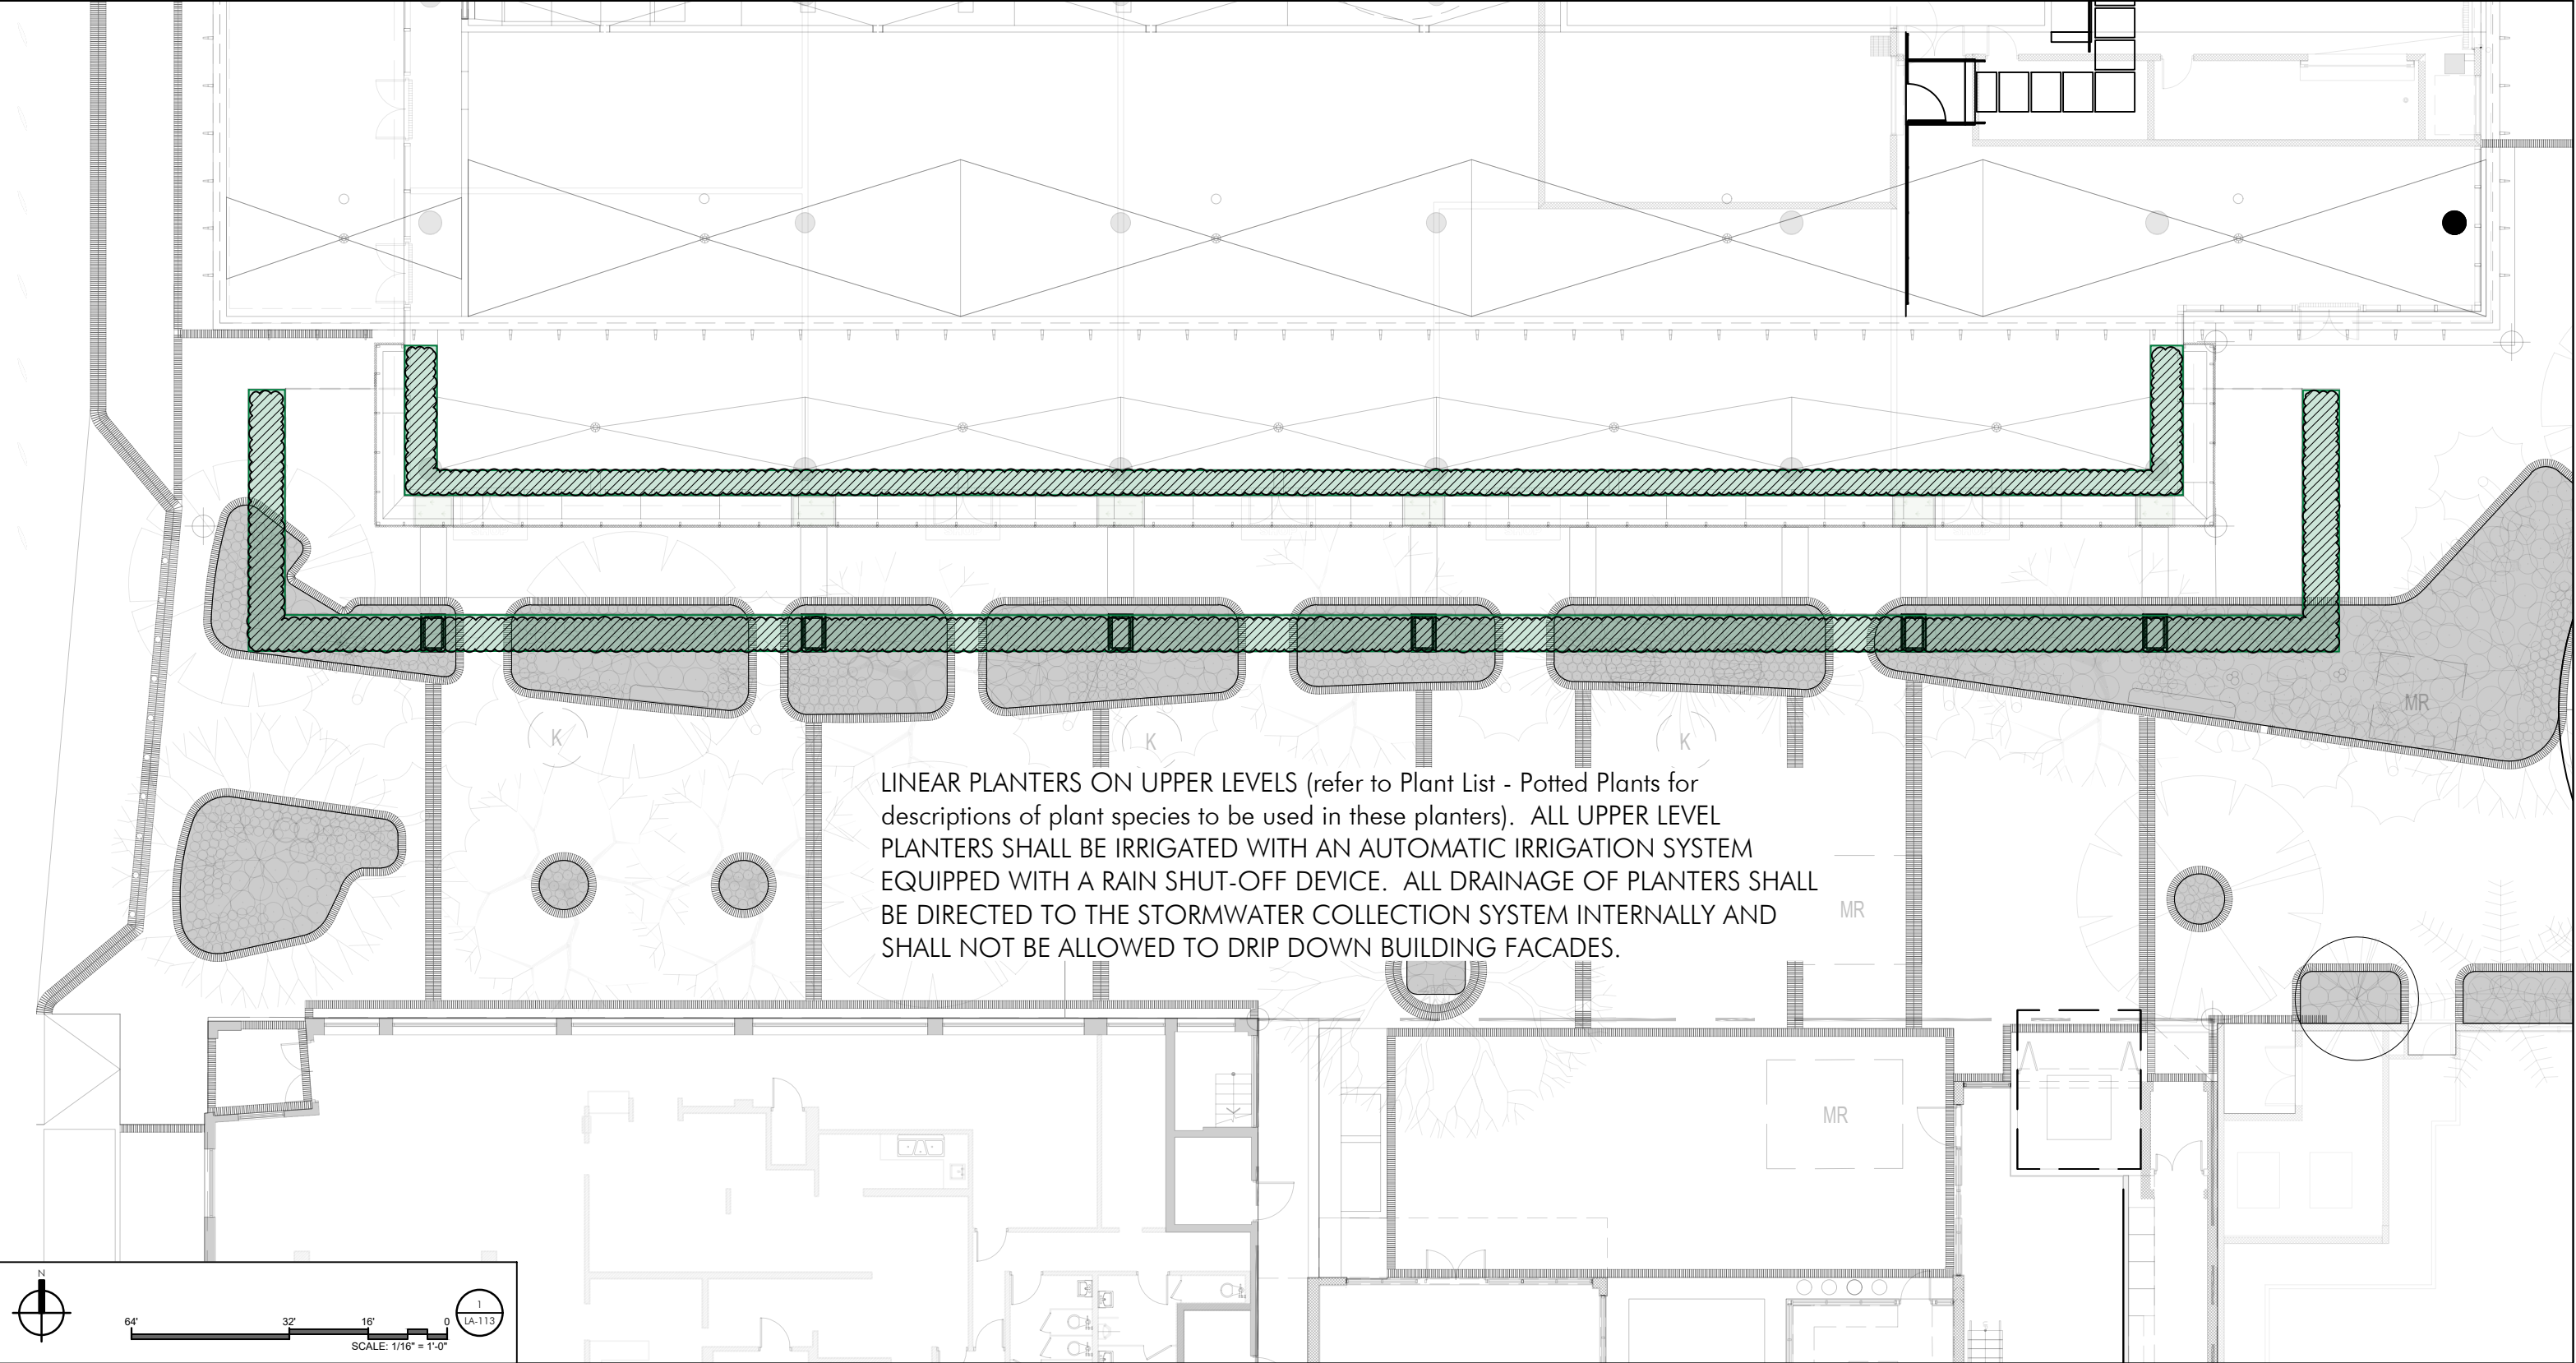 MR
K
K
K
LINEAR PLANTERS ON UPPER LEVELS (refer to Plant List - Potted Plants for
descriptions of plant species to be used in these planters).  ALL UPPER LEVEL
PLANTERS SHALL BE IRRIGATED WITH AN AUTOMATIC IRRIGATION SYSTEM
EQUIPPED WITH A RAIN SHUT-OFF DEVICE.  ALL DRAINAGE OF PLANTERS SHALL
BE DIRECTED TO THE STORMWATER COLLECTION SYSTEM INTERNALLY AND
SHALL NOT BE ALLOWED TO DRIP DOWN BUILDING FACADES.
MR
MR
N
64' 32' 16' 0
SCALE: 1/16" = 1'-0"
1
LA-113